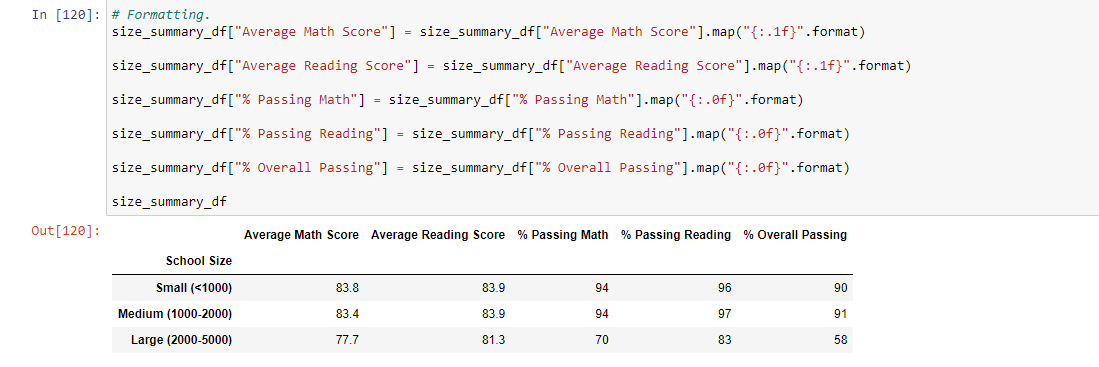 In [120]: # Formatting.
size_summary_df["Average Math Score"] = size_summary_df["Average Math Score"].map("{:.1f}".format)
size_summary_df["Average Reading Score"] = size_summary_df["Average Reading Score"].map("{:.1f}".format)
size_summary_df["% Passing Math"] = size_summary_df["% Passing Math"].map("{:.0f}".format)
size_summary_df["% Passing Reading"] = size_summary_df["% Passing Reading"].map("{:.0f}".format)
size_summary_df["% Overall Passing"] = size_summary_df["% Overall Passing"].map("{:.0f}".format)
size_summary_df
Out[120]:
Average Math Score Average Reading Score % Passing Math % Passing Reading % Overall Passing
School Size
Small (<1000) 83.8 83.9 94 96 90
Medium (1000-2000) 83.4 83.9 94 97 91
Large (2000-5000) 77.7 81.3 70 83 58